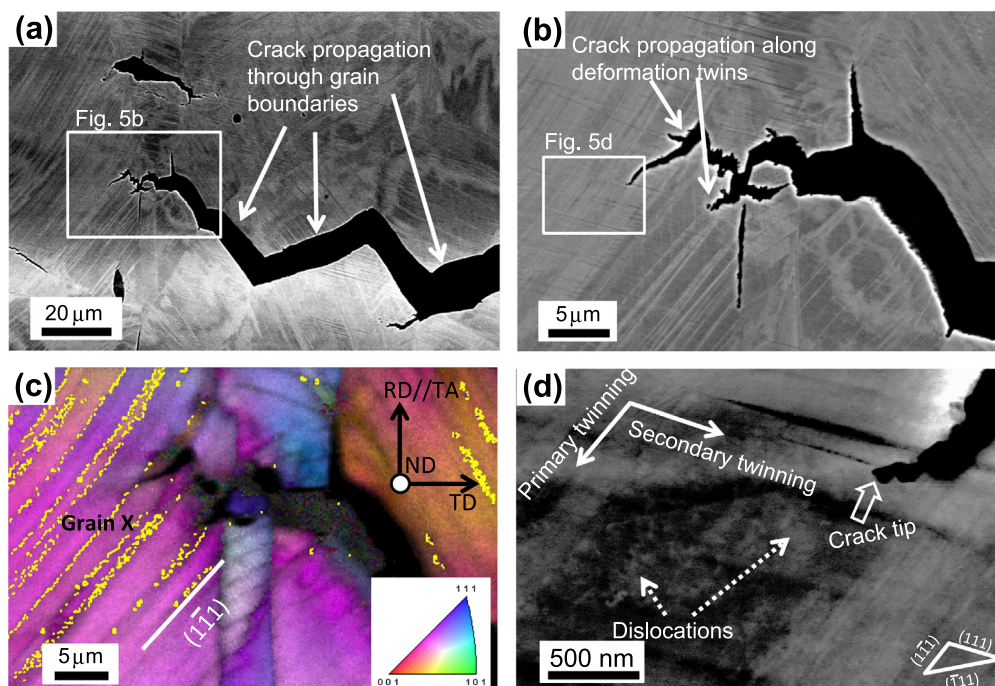 (a)
Crack propagation
through grain
boundaries
Fig. 5b
20 μm
(b)
Crack propagation along
deformation twins
Fig. 5d
5 μm
(c)
RD//TA
ND
TD
Grain X
(11̄1)
5 μm
111
001
101
(d)
Primary twinning
Secondary twinning
Crack tip
Dislocations
500 nm
(11̄1)
(111)
(1̄11)